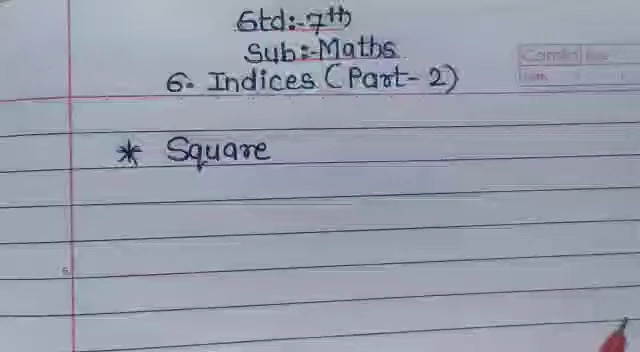 Std:-7th
Sub:-Maths
6. Indices (Part-2)
* Square